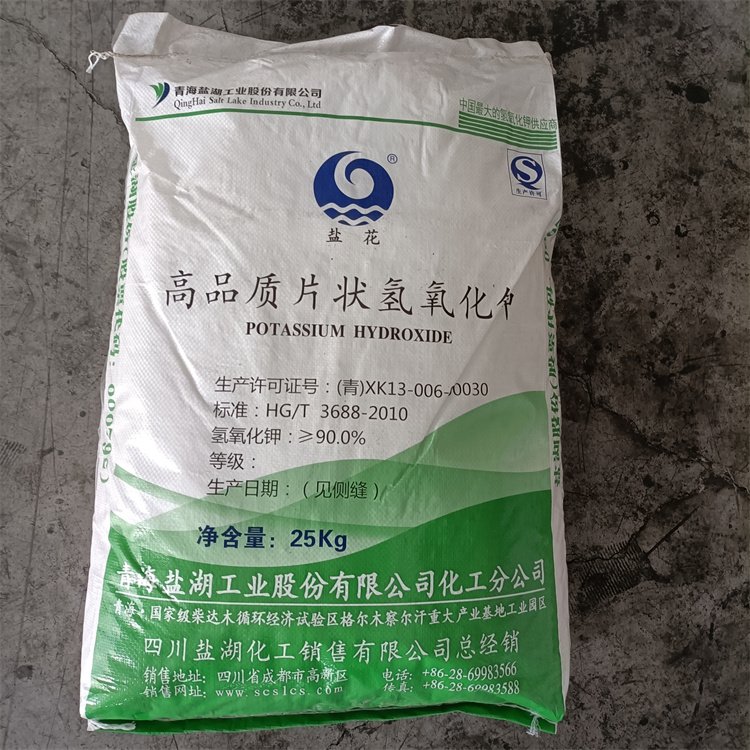 青海盐湖工业股份有限公司
QingHai Salt Lake Industry Co., Ltd
中国最大的氢氧化钾供应商
®
生产许可
盐花
高品质片状氢氧化钾
POTASSIUM HYDROXIDE
生产许可证号：(青)XK13-006-00030
标准：HG/T 3688-2010
氢氧化钾：≥90.0%
等级：
生产日期：（见侧缝）
净含量：25Kg
青海盐湖工业股份有限公司化工分公司
青海·国家级柴达木循环经济试验区格尔木察尔汗重大产业基地工业园区
四川盐湖化工销售有限公司总经销
销售地址：四川省成都市高新区 电话：+86-28-69983566
销售网址：www.scslcs.com 传真：+86-28-69983588